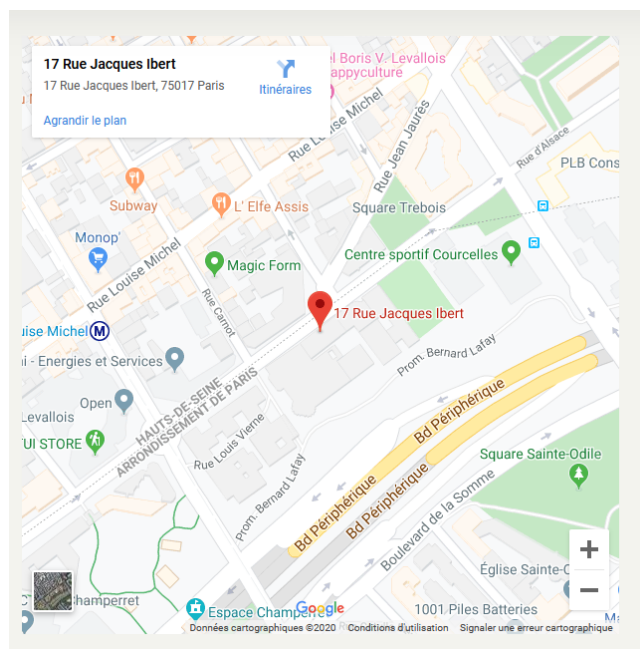 17 Rue Jacques Ibert
17 Rue Jacques Ibert, 75017 Paris
Itinéraires
Agrandir le plan
el Boris V. Levallois
appyculture
Rue Louise Michel
Rue Jean Jaurès
Rue d'Alsace
PLB Cons
Subway
L' Elfe Assis
Square Trebois
Monop'
Magic Form
Centre sportif Courcelles
Rue Louise Michel
Rue Carnot
17 Rue Jacques Ibert
uise Michel
M
ni - Energies et Services
Prom. Bernard Lafay
HAUTS-DE-SEINE
ARRONDISSEMENT DE PARIS
Open
Levallois
TUI STORE
Rue Louis Vierne
Bd Périphérique
Square Sainte-Odile
Prom. Bernard Lafay
Bd Périphérique
Bd Périphérique
Boulevard de la Somme
+
Église Sainte-O
−
hamperret
Espace Champerre
Google
1001 Piles Batteries
Ma
Données cartographiques ©2020
Conditions d'utilisation
Signaler une erreur cartographique